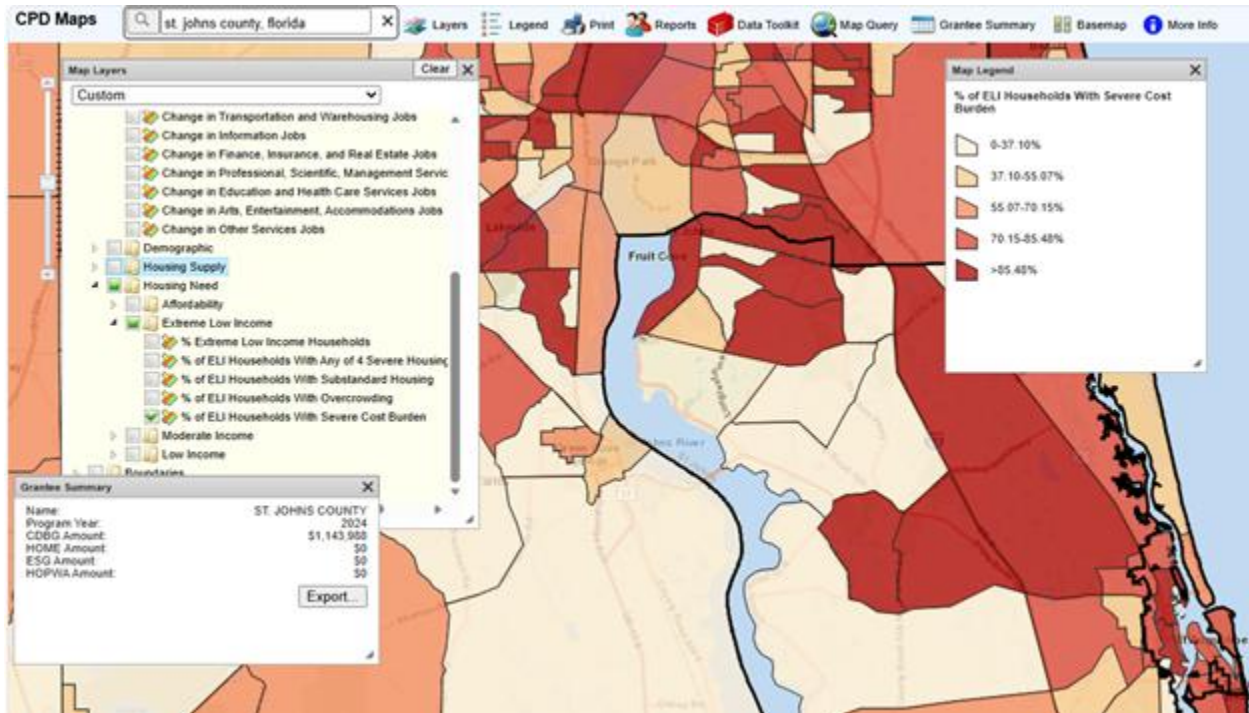 CPD Maps
st. johns county, florida
Layers
Legend
Print
Reports
Data Toolkit
Map Query
Grantee Summary
Basemap
More Info
Map Layers
Clear
Custom
Change in Transportation and Warehousing Jobs
Change in Information Jobs
Change in Finance, Insurance, and Real Estate Jobs
Change in Professional, Scientific, Management Servic
Change in Education and Health Care Services Jobs
Change in Arts, Entertainment, Accommodations Jobs
Change in Other Services Jobs
Demographic
Housing Supply
Housing Need
Affordability
Extreme Low Income
% Extreme Low Income Households
% of ELI Households With Any of 4 Severe Housing
% of ELI Households With Substandard Housing
% of ELI Households With Overcrowding
% of ELI Households With Severe Cost Burden
Moderate Income
Low Income
Boundaries
Grantee Summary
Name: ST. JOHNS COUNTY
Program Year: 2024
CDBG Amount: $1,143,988
HOME Amount: $0
ESG Amount: $0
HOPWA Amount: $0
Export...
Map Legend
% of ELI Households With Severe Cost
Burden
0-37.10%
37.10-55.07%
55.07-70.15%
70.15-85.48%
>85.48%
Orange Park
Lakeside
Fruit Cove
River